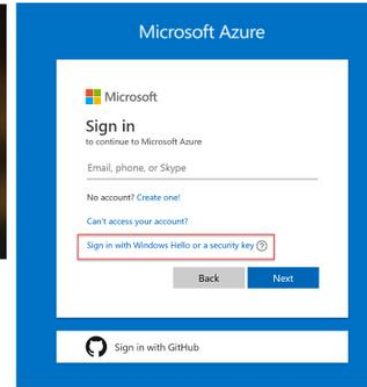 Microsoft Azure
Microsoft
Sign in
to continue to Microsoft Azure
Email, phone, or Skype
No account? Create one!
Can't access your account?
Sign in with Windows Hello or a security key ?
Back Next
Sign in with GitHub